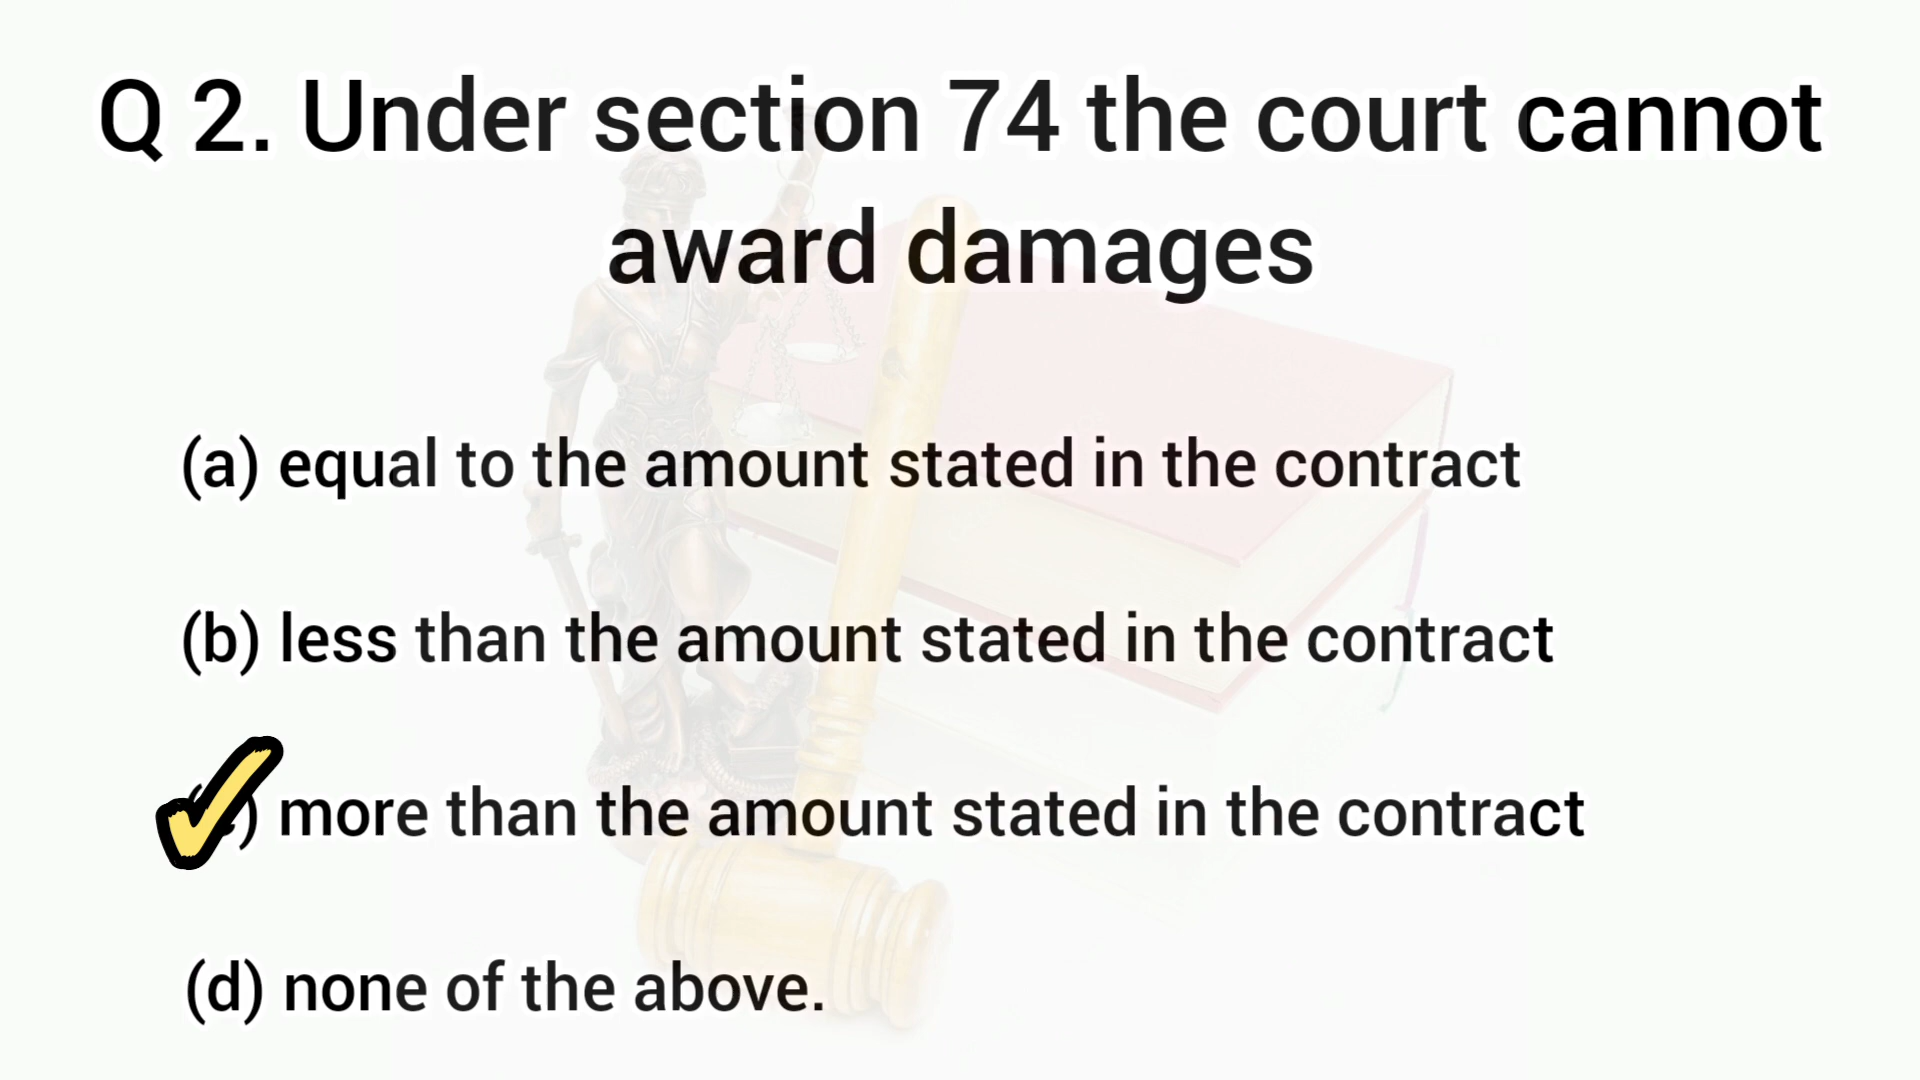 Q 2. Under section 74 the court cannot
award damages
(a) equal to the amount stated in the contract
(b) less than the amount stated in the contract
) more than the amount stated in the contract
(d) none of the above.